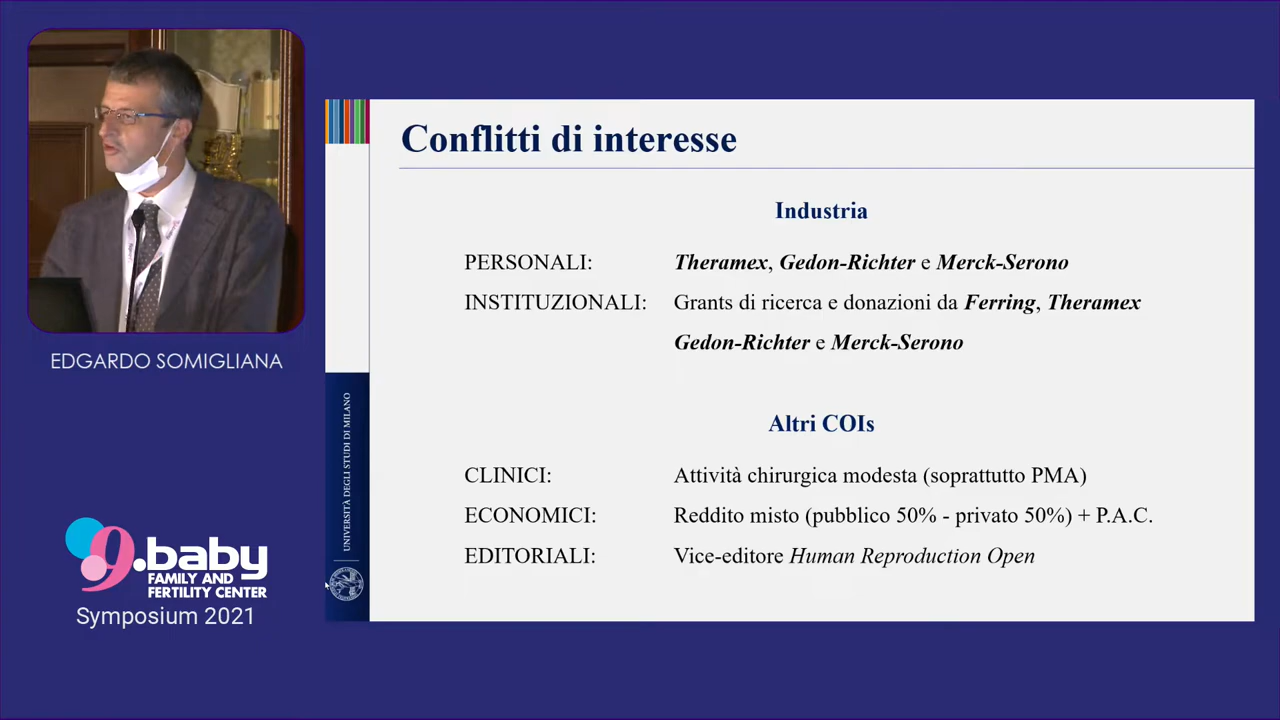 Conflitti di interesse
Industria
PERSONALI: Theramex, Gedon-Richter e Merck-Serono
INSTITUZIONALI: Grants di ricerca e donazioni da Ferring, Theramex
Gedon-Richter e Merck-Serono
Altri COIs
CLINICI: Attività chirurgica modesta (soprattutto PMA)
ECONOMICI: Reddito misto (pubblico 50% - privato 50%) + P.A.C.
EDITORIALI: Vice-editore Human Reproduction Open
UNIVERSITÀ DEGLI STUDI DI MILANO
EDGARDO SOMIGLIANA
9.baby
FAMILY AND
FERTILITY CENTER
Symposium 2021